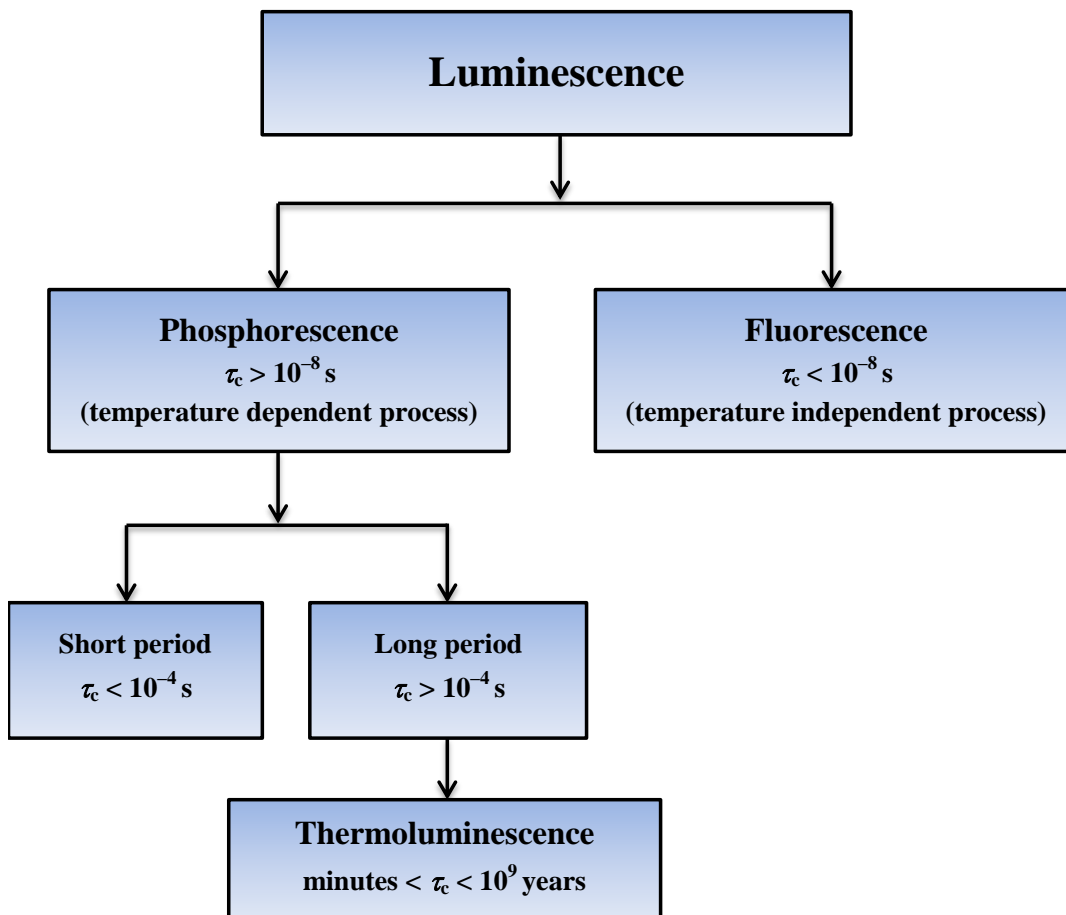 Luminescence
Phosphorescence
τc > 10⁻⁸ s
(temperature dependent process)
Fluorescence
τc < 10⁻⁸ s
(temperature independent process)
Short period
τc < 10⁻⁴ s
Long period
τc > 10⁻⁴ s
Thermoluminescence
minutes < τc < 10⁹ years